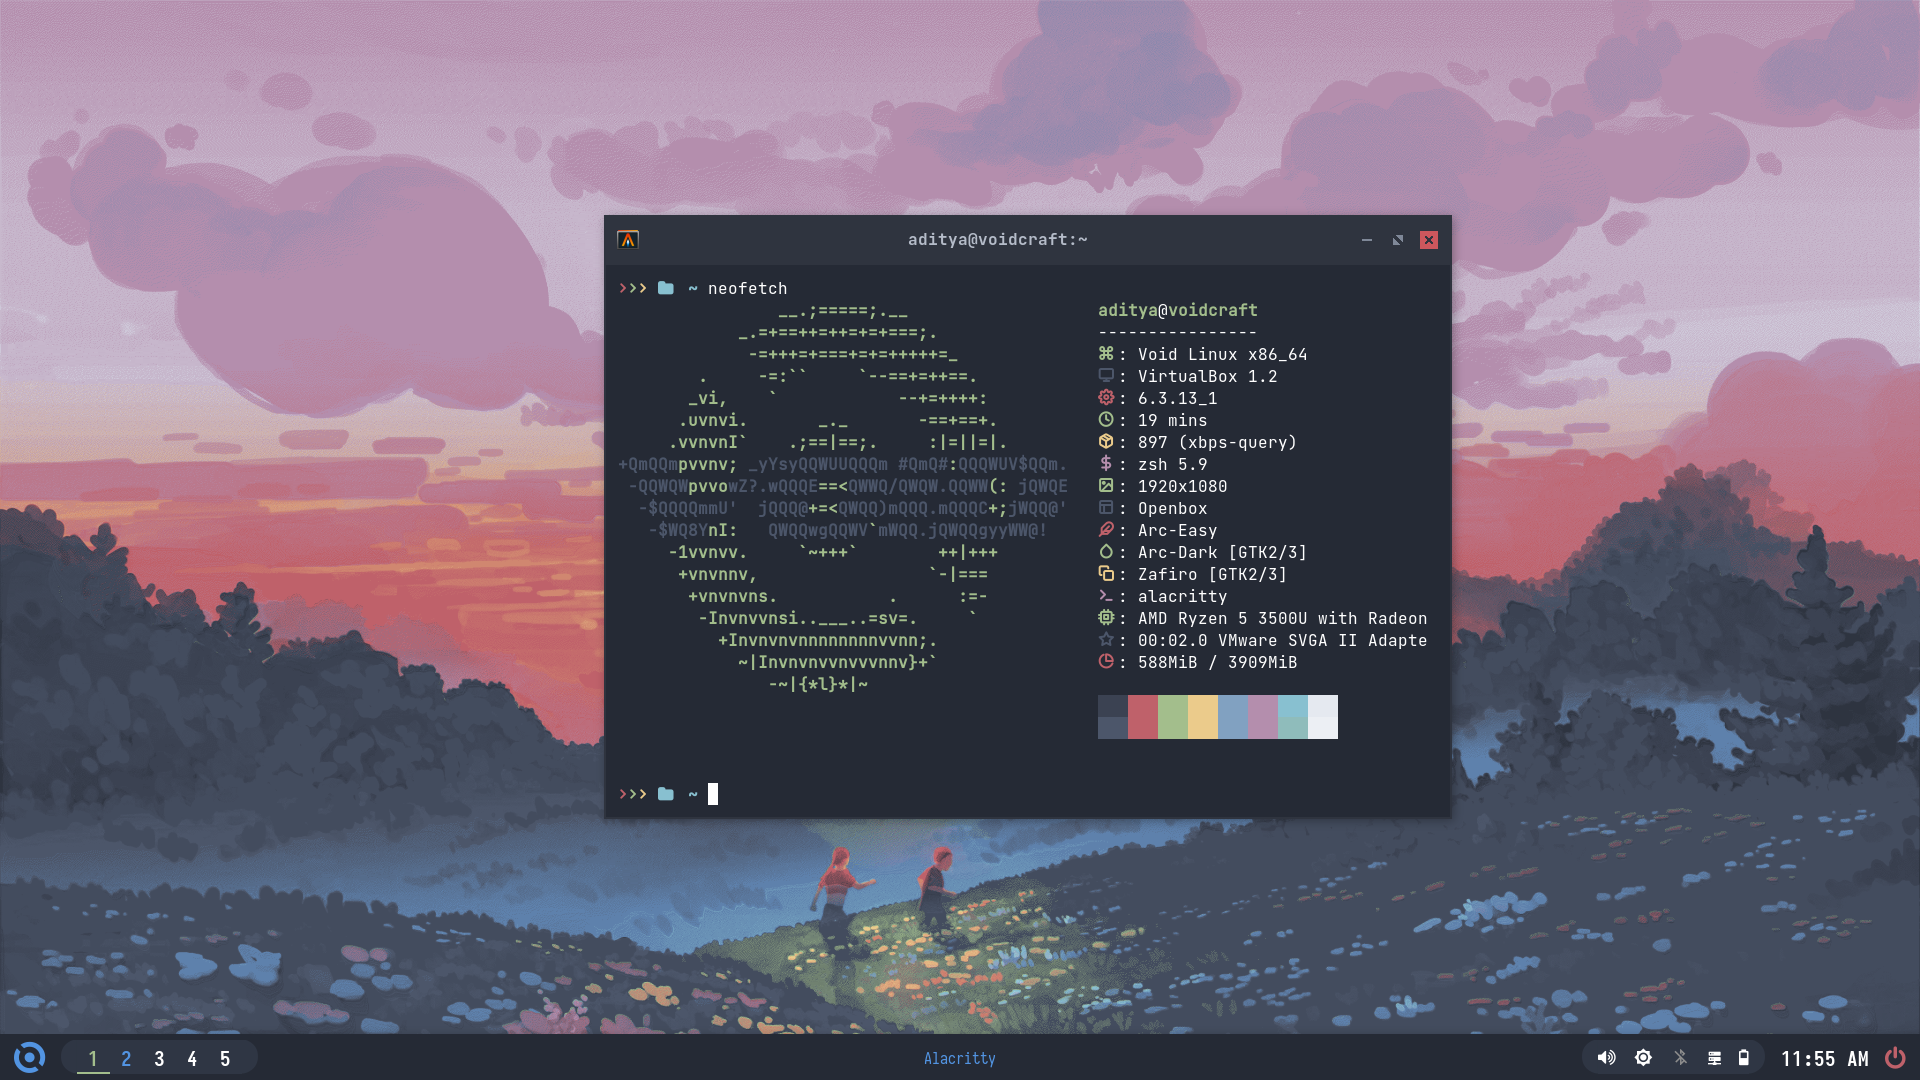 aditya@voidcraft:~
~ neofetch
__.;=====;.__
_.=+==++=++=+=+===;.
-=+++=+===+=+=+++++=_
.     -=:``     `--==+=++==.
_vi,    `            --+=++++:
.uvnvi.       _._       -==+==+.
.vvnvnI`    .;==|==;.     :|=||=|.
+QmQQmpvvnv; _yYsyQQWUUQQQm #QmQ#:QQQWUV$QQm.
-QQWQWpvvowZ?.wQQQE==<QWWQ/QWQW.QQWW(: jQWQE
-$QQQQmmU'  jQQQ@+=<QWQQ)mQQQ.mQQQC+;jWQQ@'
-$WQ8YnI:   QWQQwgQQWV`mWQQ.jQWQQgyyWW@!
-1vvnvv.     `~+++`        ++|+++
+vnvnnv,                 `-|===
+vnvnvns.           .      :=-
-Invnvvnsi..___..=sv=.     `
+Invnvnvnnnnnnnnvvnn;.
~|Invnvnvvnvvvnnv}+`
-~|{*l}*|~
aditya@voidcraft
----------------
: Void Linux x86_64
: VirtualBox 1.2
: 6.3.13_1
: 19 mins
: 897 (xbps-query)
: zsh 5.9
: 1920x1080
: Openbox
: Arc-Easy
: Arc-Dark [GTK2/3]
: Zafiro [GTK2/3]
: alacritty
: AMD Ryzen 5 3500U with Radeon
: 00:02.0 VMware SVGA II Adapte
: 588MiB / 3909MiB
~
1 2 3 4 5
Alacritty
11:55 AM